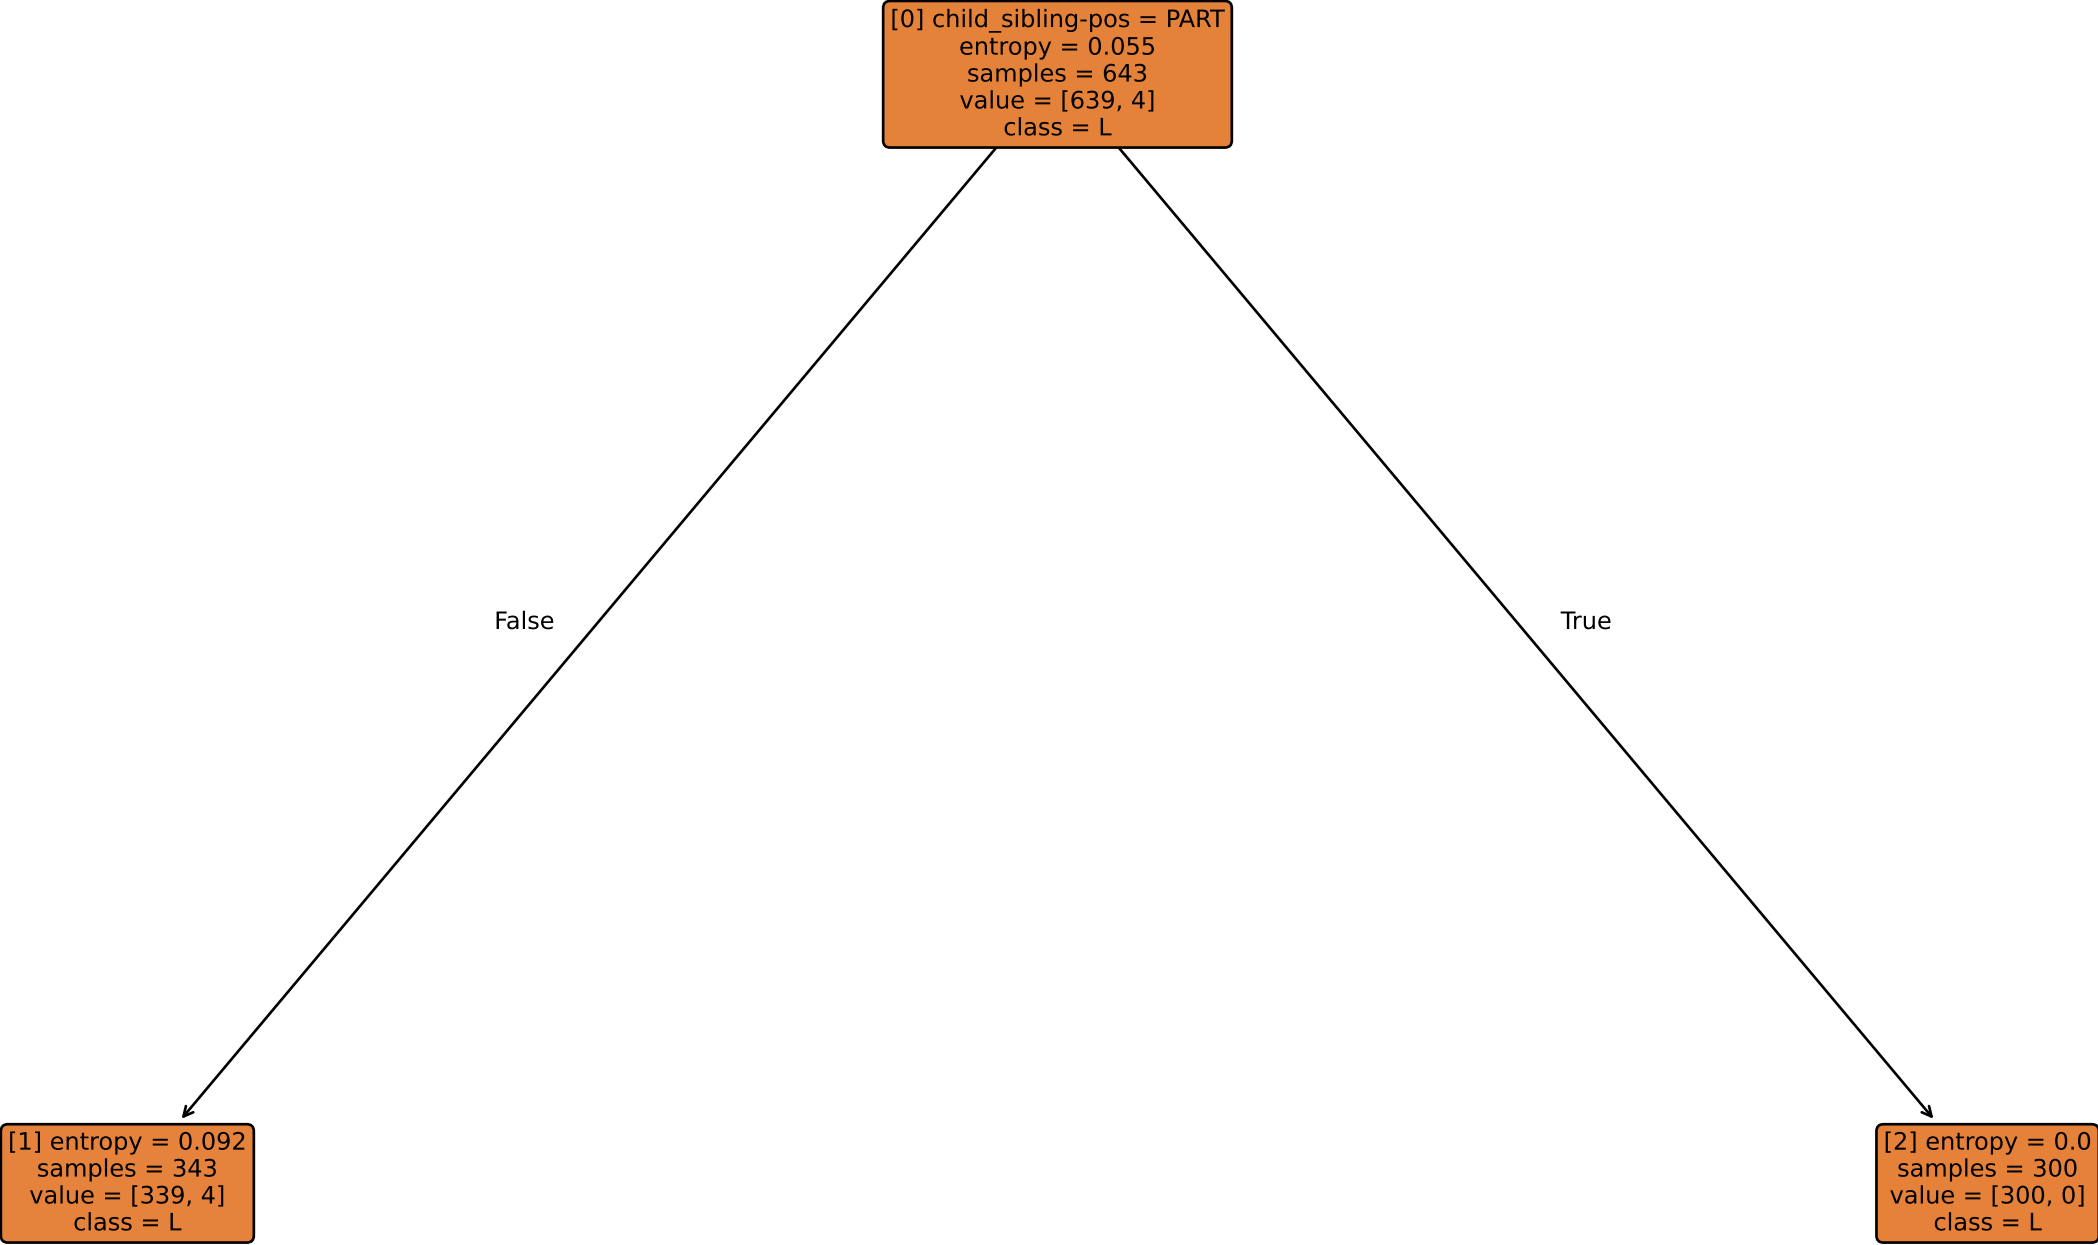 [0] child_sibling-pos = PART
entropy = 0.055
samples = 643
value = [639, 4]
class = L
False
True
[1] entropy = 0.092
samples = 343
value = [339, 4]
class = L
[2] entropy = 0.0
samples = 300
value = [300, 0]
class = L